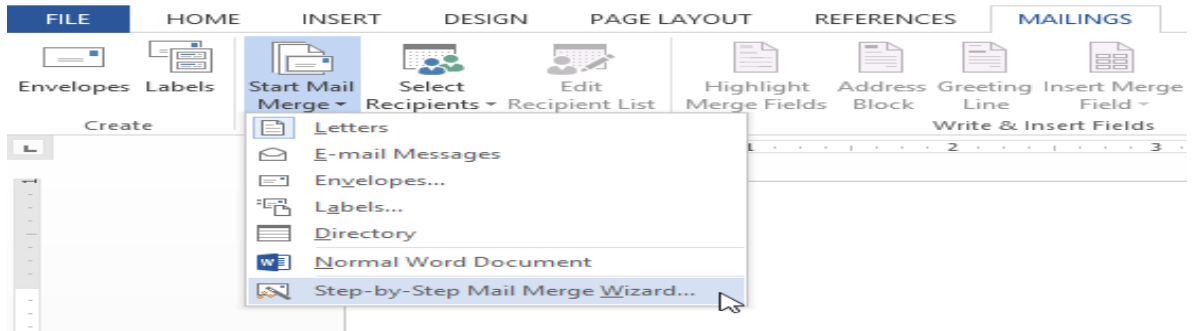 FILE HOME INSERT DESIGN PAGE LAYOUT REFERENCES MAILINGS
Envelopes Labels Start Mail Select Edit Highlight Address Greeting Insert Merge
Merge Recipients Recipient List Merge Fields Block Line Field
Create Write & Insert Fields
Letters
E-mail Messages
Envelopes...
Labels...
Directory
Normal Word Document
Step-by-Step Mail Merge Wizard...
L 1 2 3
1